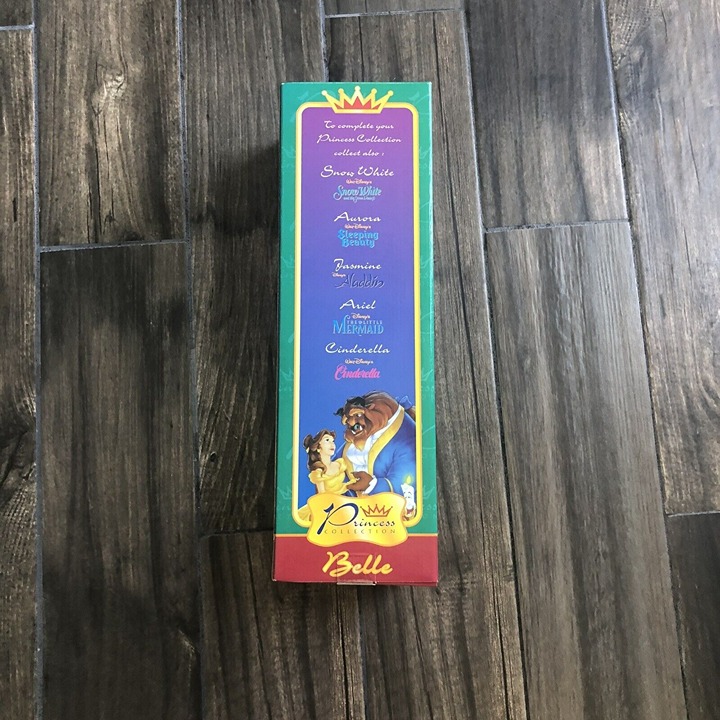 To complete your
Princess Collection
collect also :
Snow White
Walt Disney's
Snow White
and the Seven Dwarfs
Aurora
Walt Disney's
Sleeping
Beauty
Jasmine
Disney's
Aladdin
Ariel
Disney's
THE LITTLE
MERMAID
Cinderella
Walt Disney's
Cinderella
Princess
COLLECTION
Belle